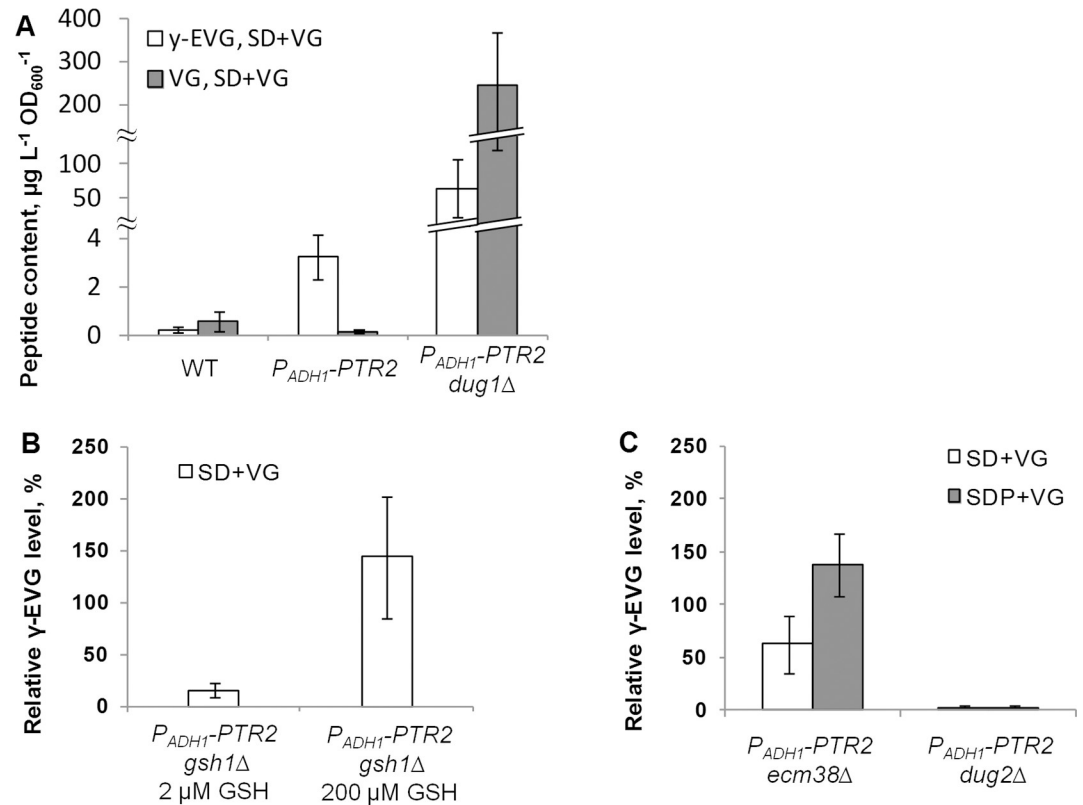 A
Peptide content, µg L⁻¹ OD₆₀₀⁻¹
400
300
200
100
50
4
2
0
γ-EVG, SD+VG
VG, SD+VG
WT
P_ADH1-PTR2
P_ADH1-PTR2
dug1Δ
B
Relative γ-EVG level, %
250
200
150
100
50
0
SD+VG
P_ADH1-PTR2
gsh1Δ
2 µM GSH
P_ADH1-PTR2
gsh1Δ
200 µM GSH
C
Relative γ-EVG level, %
250
200
150
100
50
0
SD+VG
SDP+VG
P_ADH1-PTR2
ecm38Δ
P_ADH1-PTR2
dug2Δ